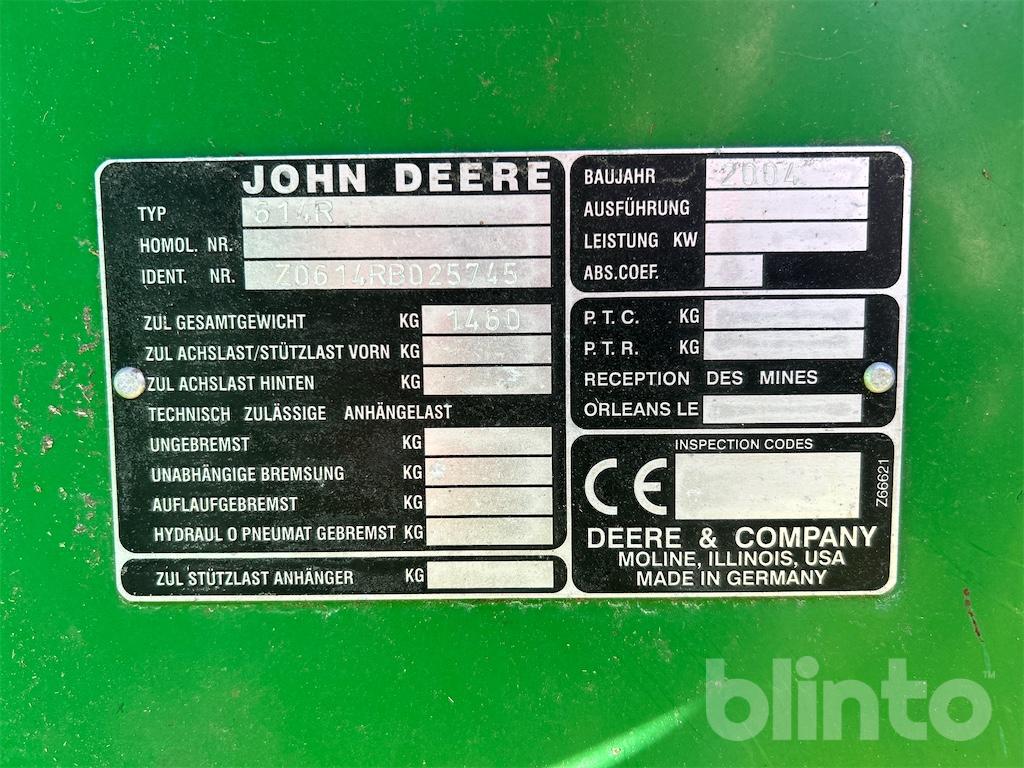 JOHN DEERE
TYP 614R
HOMOL. NR.
IDENT. NR. Z0614RB025745
ZUL GESAMTGEWICHT KG 1460
ZUL ACHSLAST/STÜTZLAST VORN KG
ZUL ACHSLAST HINTEN KG
TECHNISCH ZULÄSSIGE ANHÄNGELAST
UNGEBREMST KG
UNABHÄNGIGE BREMSUNG KG
AUFLAUFGEBREMST KG
HYDRAUL O PNEUMAT GEBREMST KG
ZUL STÜTZLAST ANHÄNGER KG
BAUJAHR 2004
AUSFÜHRUNG
LEISTUNG KW
ABS.COEF.
P.T.C. KG
P.T.R. KG
RECEPTION DES MINES
ORLEANS LE
INSPECTION CODES
CE
Z66621
DEERE & COMPANY
MOLINE, ILLINOIS, USA
MADE IN GERMANY
blinto™